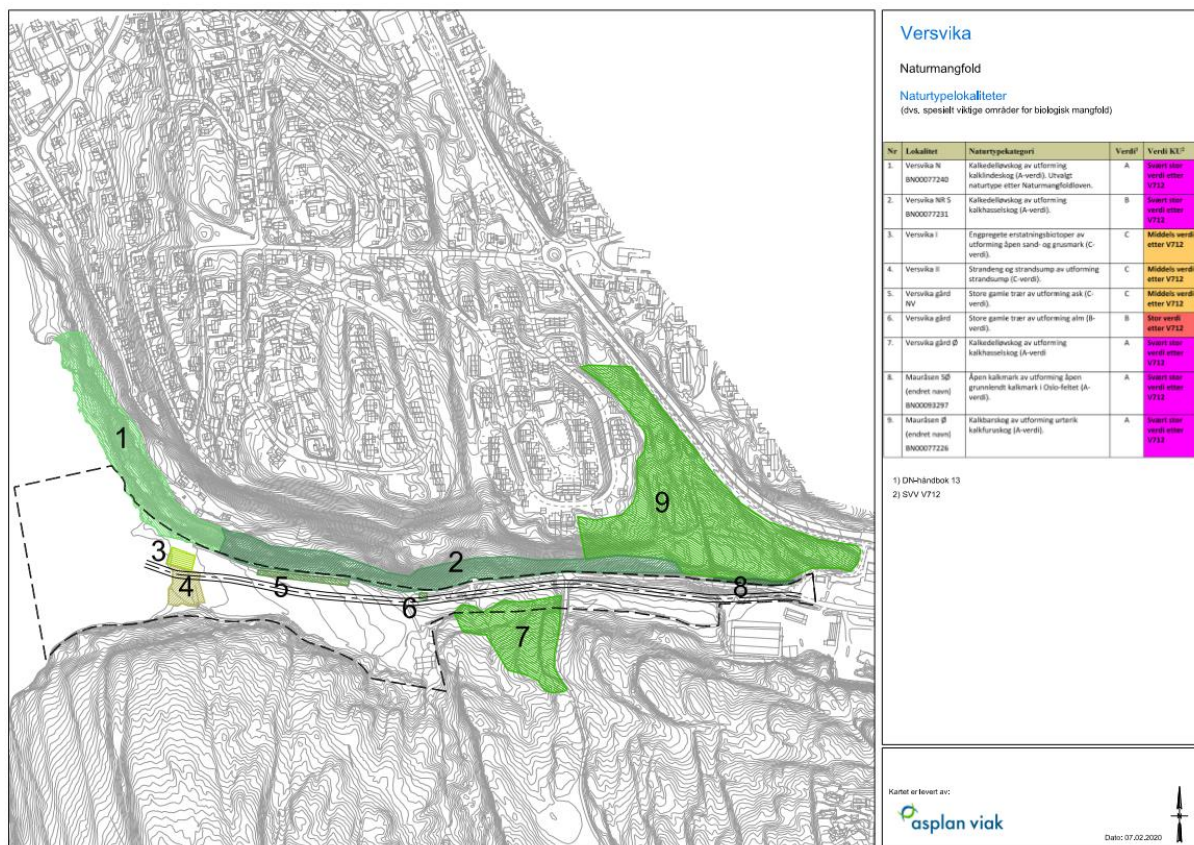 Versvika
Naturmangfold
Naturtypelokaliteter
(dvs, spesielt viktige områder for biologisk mangfold)
Nr Lokalitet Naturtypekategori Verdi¹ Verdi KU²
1. Versvika N Kalkedelløvskog av utforming A Svært stor
kalklindeskog (A-verdi). Utvalgt verdi etter
BN00077240 naturtype etter Naturmangfoldloven. V712
2. Versvika NR S Kalkedelløvskog av utforming B Svært stor
kalkhasselskog (A-verdi). verdi etter
BN00077231 V712
3. Versvika I Engpregete erstatningsbiotoper av C Middels verdi
utforming åpen sand- og grusmark (C- etter V712
verdi).
4. Versvika II Strandeng og strandsump av utforming C Middels verdi
strandsump (C-verdi). etter V712
5. Versvika gård Store gamle trær av utforming ask (C- C Middels verdi
NV verdi). etter V712
6. Versvika gård Store gamle trær av utforming alm (B- B Stor verdi
verdi). etter V712
7. Versvika gård Ø Kalkedelløvskog av utforming A Svært stor
kalkhasselskog (A-verdi verdi etter
V712
8. Mauråsen SØ Åpen kalkmark av utforming åpen A Svært stor
(endret navn) grunnlendt kalkmark i Oslo-feltet (A- verdi etter
BN00093297 verdi). V712
9. Mauråsen Ø Kalkbarskog av utforming urterik A Svært stor
(endret navn) kalkfuruskog (A-verdi). verdi etter
BN00077226 V712
1) DN-håndbok 13
2) SVV V712
1
9
2
3
4
5
8
6
7
Kartet er levert av:
asplan viak
Dato: 07.02.2020